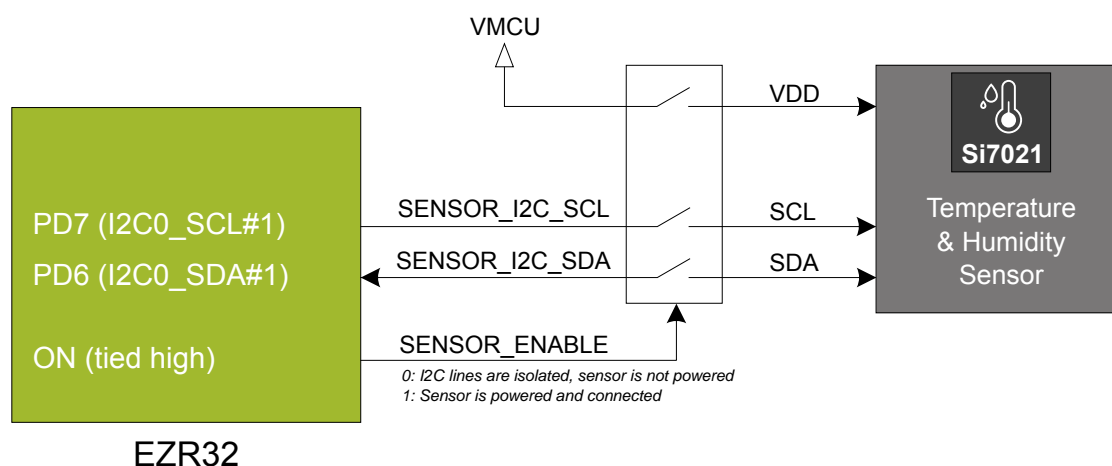 VMCU
VDD
Si7021
PD7 (I2C0_SCL#1)
SENSOR_I2C_SCL
SCL
Temperature
& Humidity
Sensor
PD6 (I2C0_SDA#1)
SENSOR_I2C_SDA
SDA
ON (tied high)
SENSOR_ENABLE
0: I2C lines are isolated, sensor is not powered
1: Sensor is powered and connected
EZR32